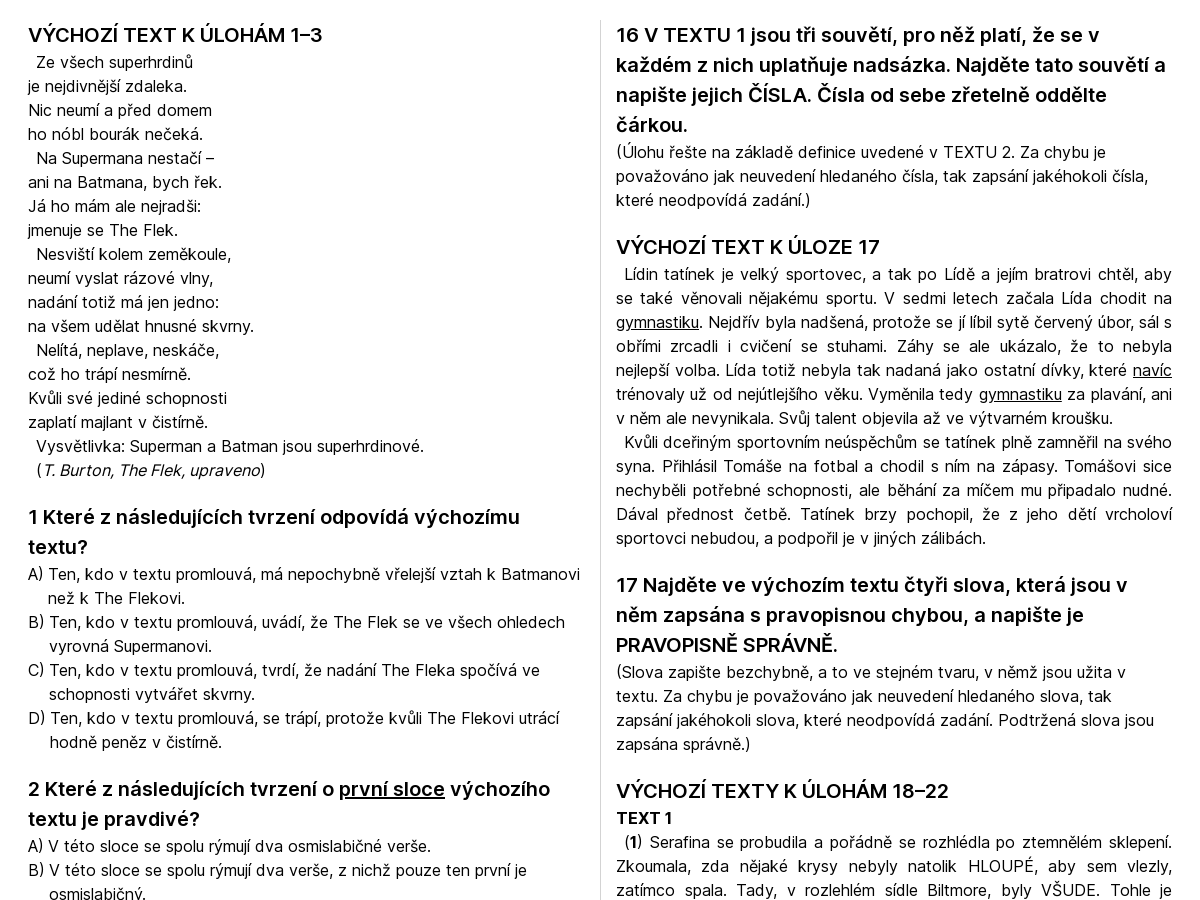 VÝCHOZÍ TEXT K ÚLOHÁM 1–3
Ze všech superhrdinů
je nejdivnější zdaleka.
Nic neumí a před domem
ho nóbl bourák nečeká.
Na Supermana nestačí –
ani na Batmana, bych řek.
Já ho mám ale nejradši:
jmenuje se The Flek.
Nesviští kolem zeměkoule,
neumí vyslat rázové vlny,
nadání totiž má jen jedno:
na všem udělat hnusné skvrny.
Nelítá, neplave, neskáče,
což ho trápí nesmírně.
Kvůli své jediné schopnosti
zaplatí majlant v čistírně.
Vysvětlivka: Superman a Batman jsou superhrdinové.
(T. Burton, The Flek, upraveno)
1 Které z následujících tvrzení odpovídá výchozímu
textu?
A) Ten, kdo v textu promlouvá, má nepochybně vřelejší vztah k Batmanovi
než k The Flekovi.
B) Ten, kdo v textu promlouvá, uvádí, že The Flek se ve všech ohledech
vyrovná Supermanovi.
C) Ten, kdo v textu promlouvá, tvrdí, že nadání The Fleka spočívá ve
schopnosti vytvářet skvrny.
D) Ten, kdo v textu promlouvá, se trápí, protože kvůli The Flekovi utrácí
hodně peněz v čistírně.
2 Které z následujících tvrzení o první sloce výchozího
textu je pravdivé?
A) V této sloce se spolu rýmují dva osmislabičné verše.
B) V této sloce se spolu rýmují dva verše, z nichž pouze ten první je
osmislabičný.
16 V TEXTU 1 jsou tři souvětí, pro něž platí, že se v
každém z nich uplatňuje nadsázka. Najděte tato souvětí a
napište jejich ČÍSLA. Čísla od sebe zřetelně oddělte
čárkou.
(Úlohu řešte na základě definice uvedené v TEXTU 2. Za chybu je
považováno jak neuvedení hledaného čísla, tak zapsání jakéhokoli čísla,
které neodpovídá zadání.)
VÝCHOZÍ TEXT K ÚLOZE 17
Lídin tatínek je velký sportovec, a tak po Lídě a jejím bratrovi chtěl, aby
se také věnovali nějakému sportu. V sedmi letech začala Lída chodit na
gymnastiku. Nejdřív byla nadšená, protože se jí líbil sytě červený úbor, sál s
obřími zrcadli i cvičení se stuhami. Záhy se ale ukázalo, že to nebyla
nejlepší volba. Lída totiž nebyla tak nadaná jako ostatní dívky, které navíc
trénovaly už od nejútlejšího věku. Vyměnila tedy gymnastiku za plavání, ani
v něm ale nevynikala. Svůj talent objevila až ve výtvarném kroušku.
Kvůli dceřiným sportovním neúspěchům se tatínek plně zamněřil na svého
syna. Přihlásil Tomáše na fotbal a chodil s ním na zápasy. Tomášovi sice
nechyběli potřebné schopnosti, ale běhání za míčem mu připadalo nudné.
Dával přednost četbě. Tatínek brzy pochopil, že z jeho dětí vrcholoví
sportovci nebudou, a podpořil je v jiných zálibách.
17 Najděte ve výchozím textu čtyři slova, která jsou v
něm zapsána s pravopisnou chybou, a napište je
PRAVOPISNĚ SPRÁVNĚ.
(Slova zapište bezchybně, a to ve stejném tvaru, v němž jsou užita v
textu. Za chybu je považováno jak neuvedení hledaného slova, tak
zapsání jakéhokoli slova, které neodpovídá zadání. Podtržená slova jsou
zapsána správně.)
VÝCHOZÍ TEXTY K ÚLOHÁM 18–22
TEXT 1
(1) Serafina se probudila a pořádně se rozhlédla po ztemnělém sklepení.
Zkoumala, zda nějaké krysy nebyly natolik HLOUPÉ, aby sem vlezly,
zatímco spala. Tady, v rozlehlém sídle Biltmore, byly VŠUDE. Tohle je